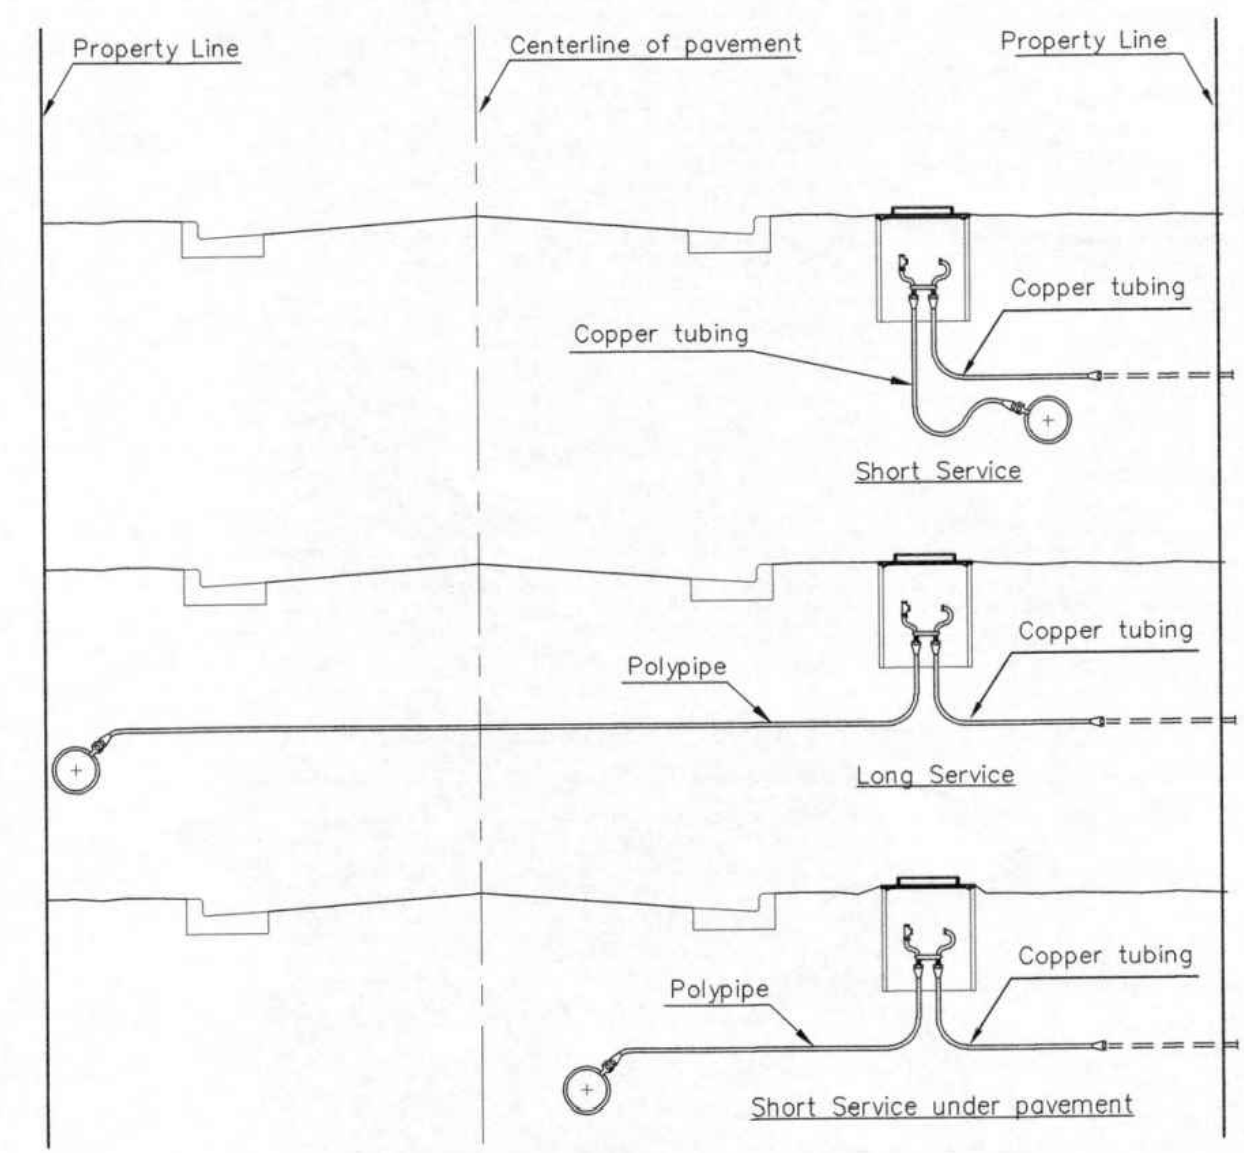 Property Line
Centerline of pavement
Property Line
Copper tubing
Copper tubing
Short Service
Copper tubing
Polypipe
Long Service
Copper tubing
Polypipe
Short Service under pavement